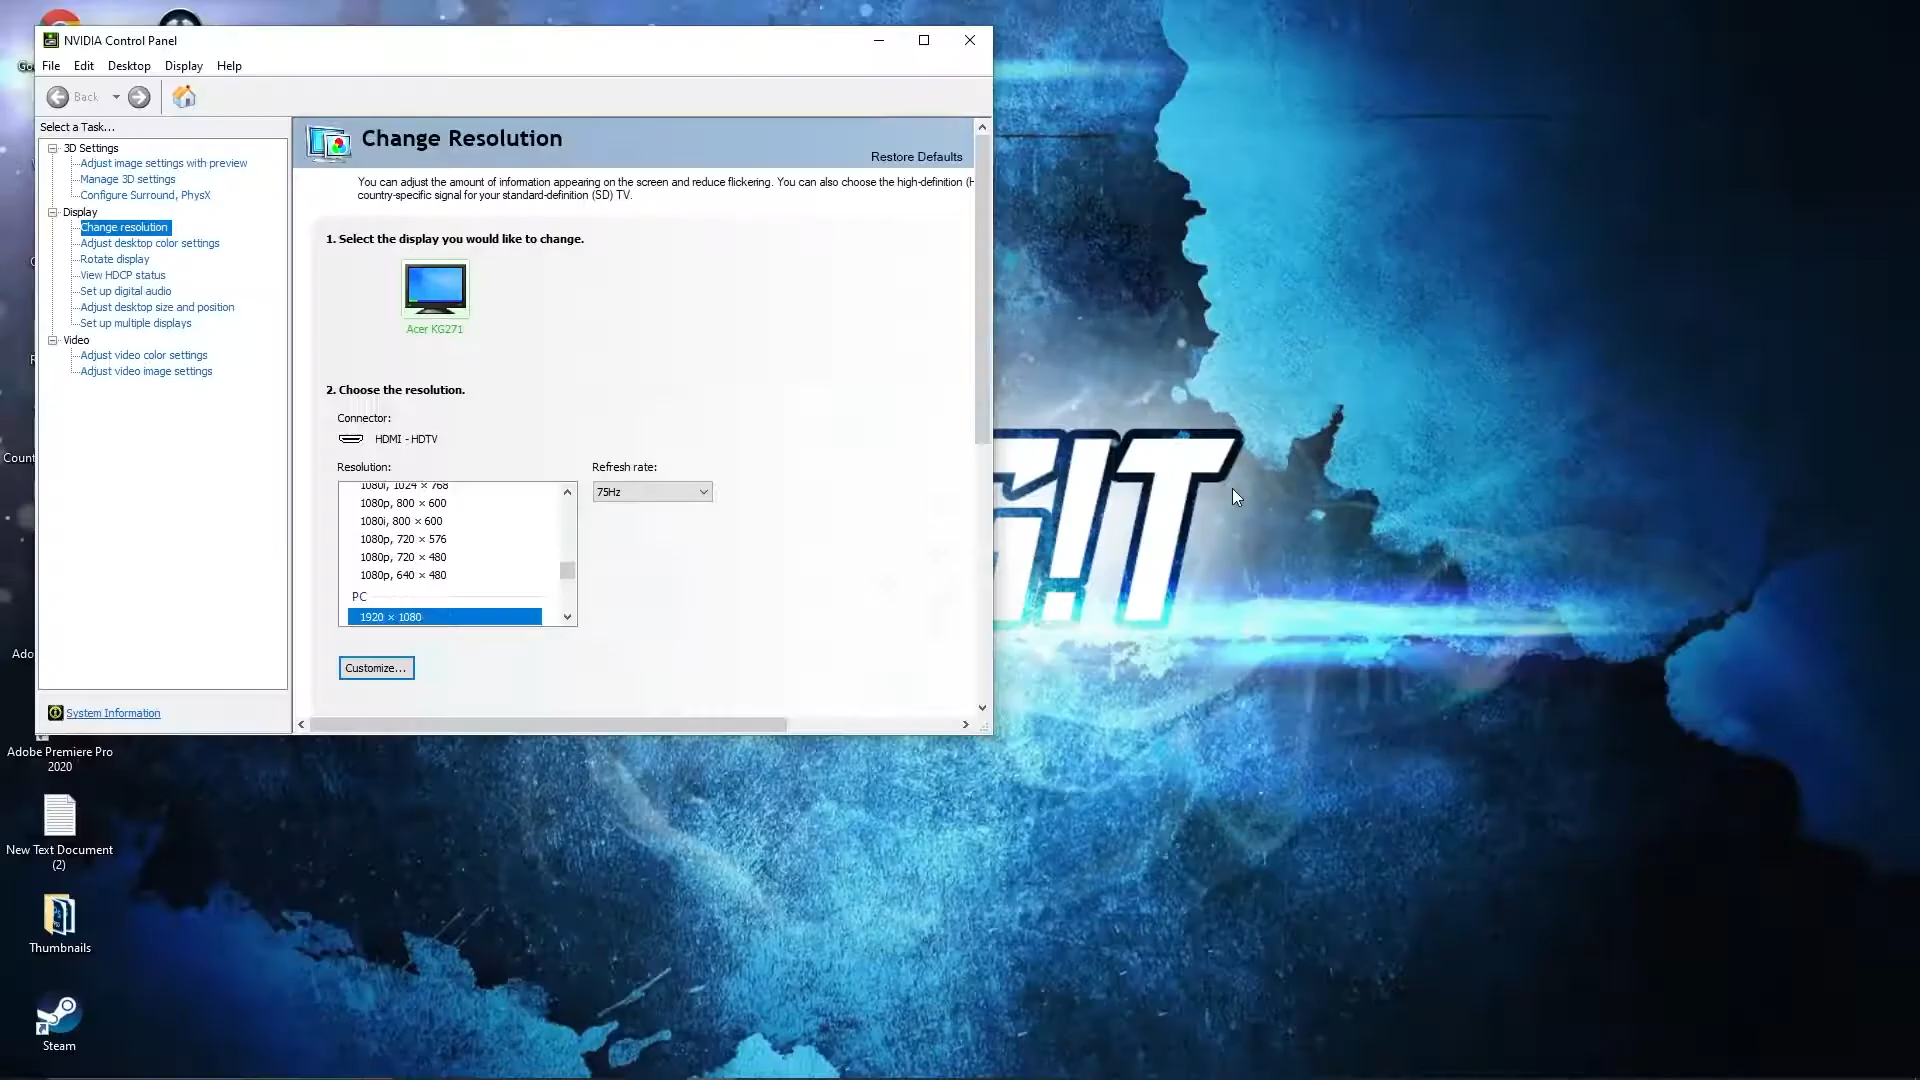 NVIDIA Control Panel
File Edit Desktop Display Help
Back
Select a Task...
3D Settings
Adjust image settings with preview
Manage 3D settings
Configure Surround, PhysX
Display
Change resolution
Adjust desktop color settings
Rotate display
View HDCP status
Set up digital audio
Adjust desktop size and position
Set up multiple displays
Video
Adjust video color settings
Adjust video image settings
System Information
Change Resolution
Restore Defaults
You can adjust the amount of information appearing on the screen and reduce flickering. You can also choose the high-definition (H
country-specific signal for your standard-definition (SD) TV.
1. Select the display you would like to change.
Acer KG271
2. Choose the resolution.
Connector:
HDMI - HDTV
Resolution:
1080i, 1024 × 768
1080p, 800 × 600
1080i, 800 × 600
1080p, 720 × 576
1080p, 720 × 480
1080p, 640 × 480
PC
1920 × 1080
Refresh rate:
75Hz
Customize...
Go
Count
Ado
Adobe Premiere Pro
2020
New Text Document
(2)
Thumbnails
Steam
!T